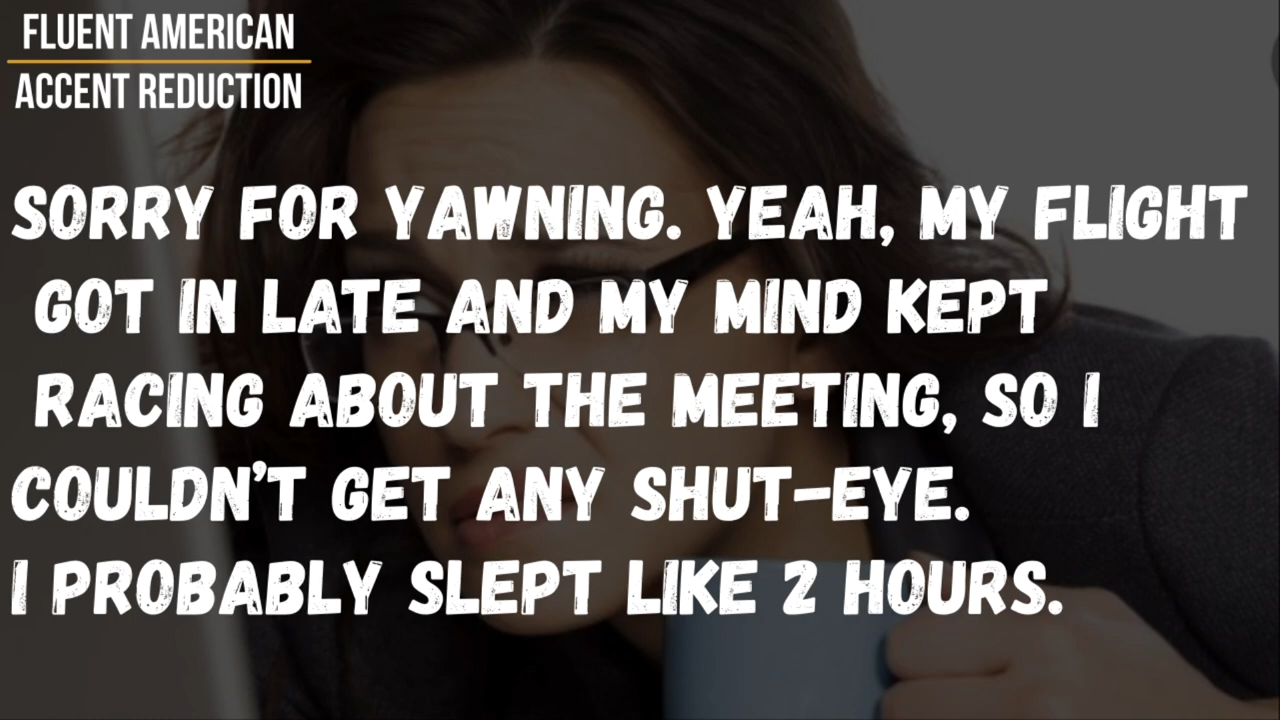 FLUENT AMERICAN
ACCENT REDUCTION
SORRY FOR YAWNING. YEAH, MY FLIGHT
GOT IN LATE AND MY MIND KEPT
RACING ABOUT THE MEETING, SO I
COULDN'T GET ANY SHUT-EYE.
I PROBABLY SLEPT LIKE 2 HOURS.